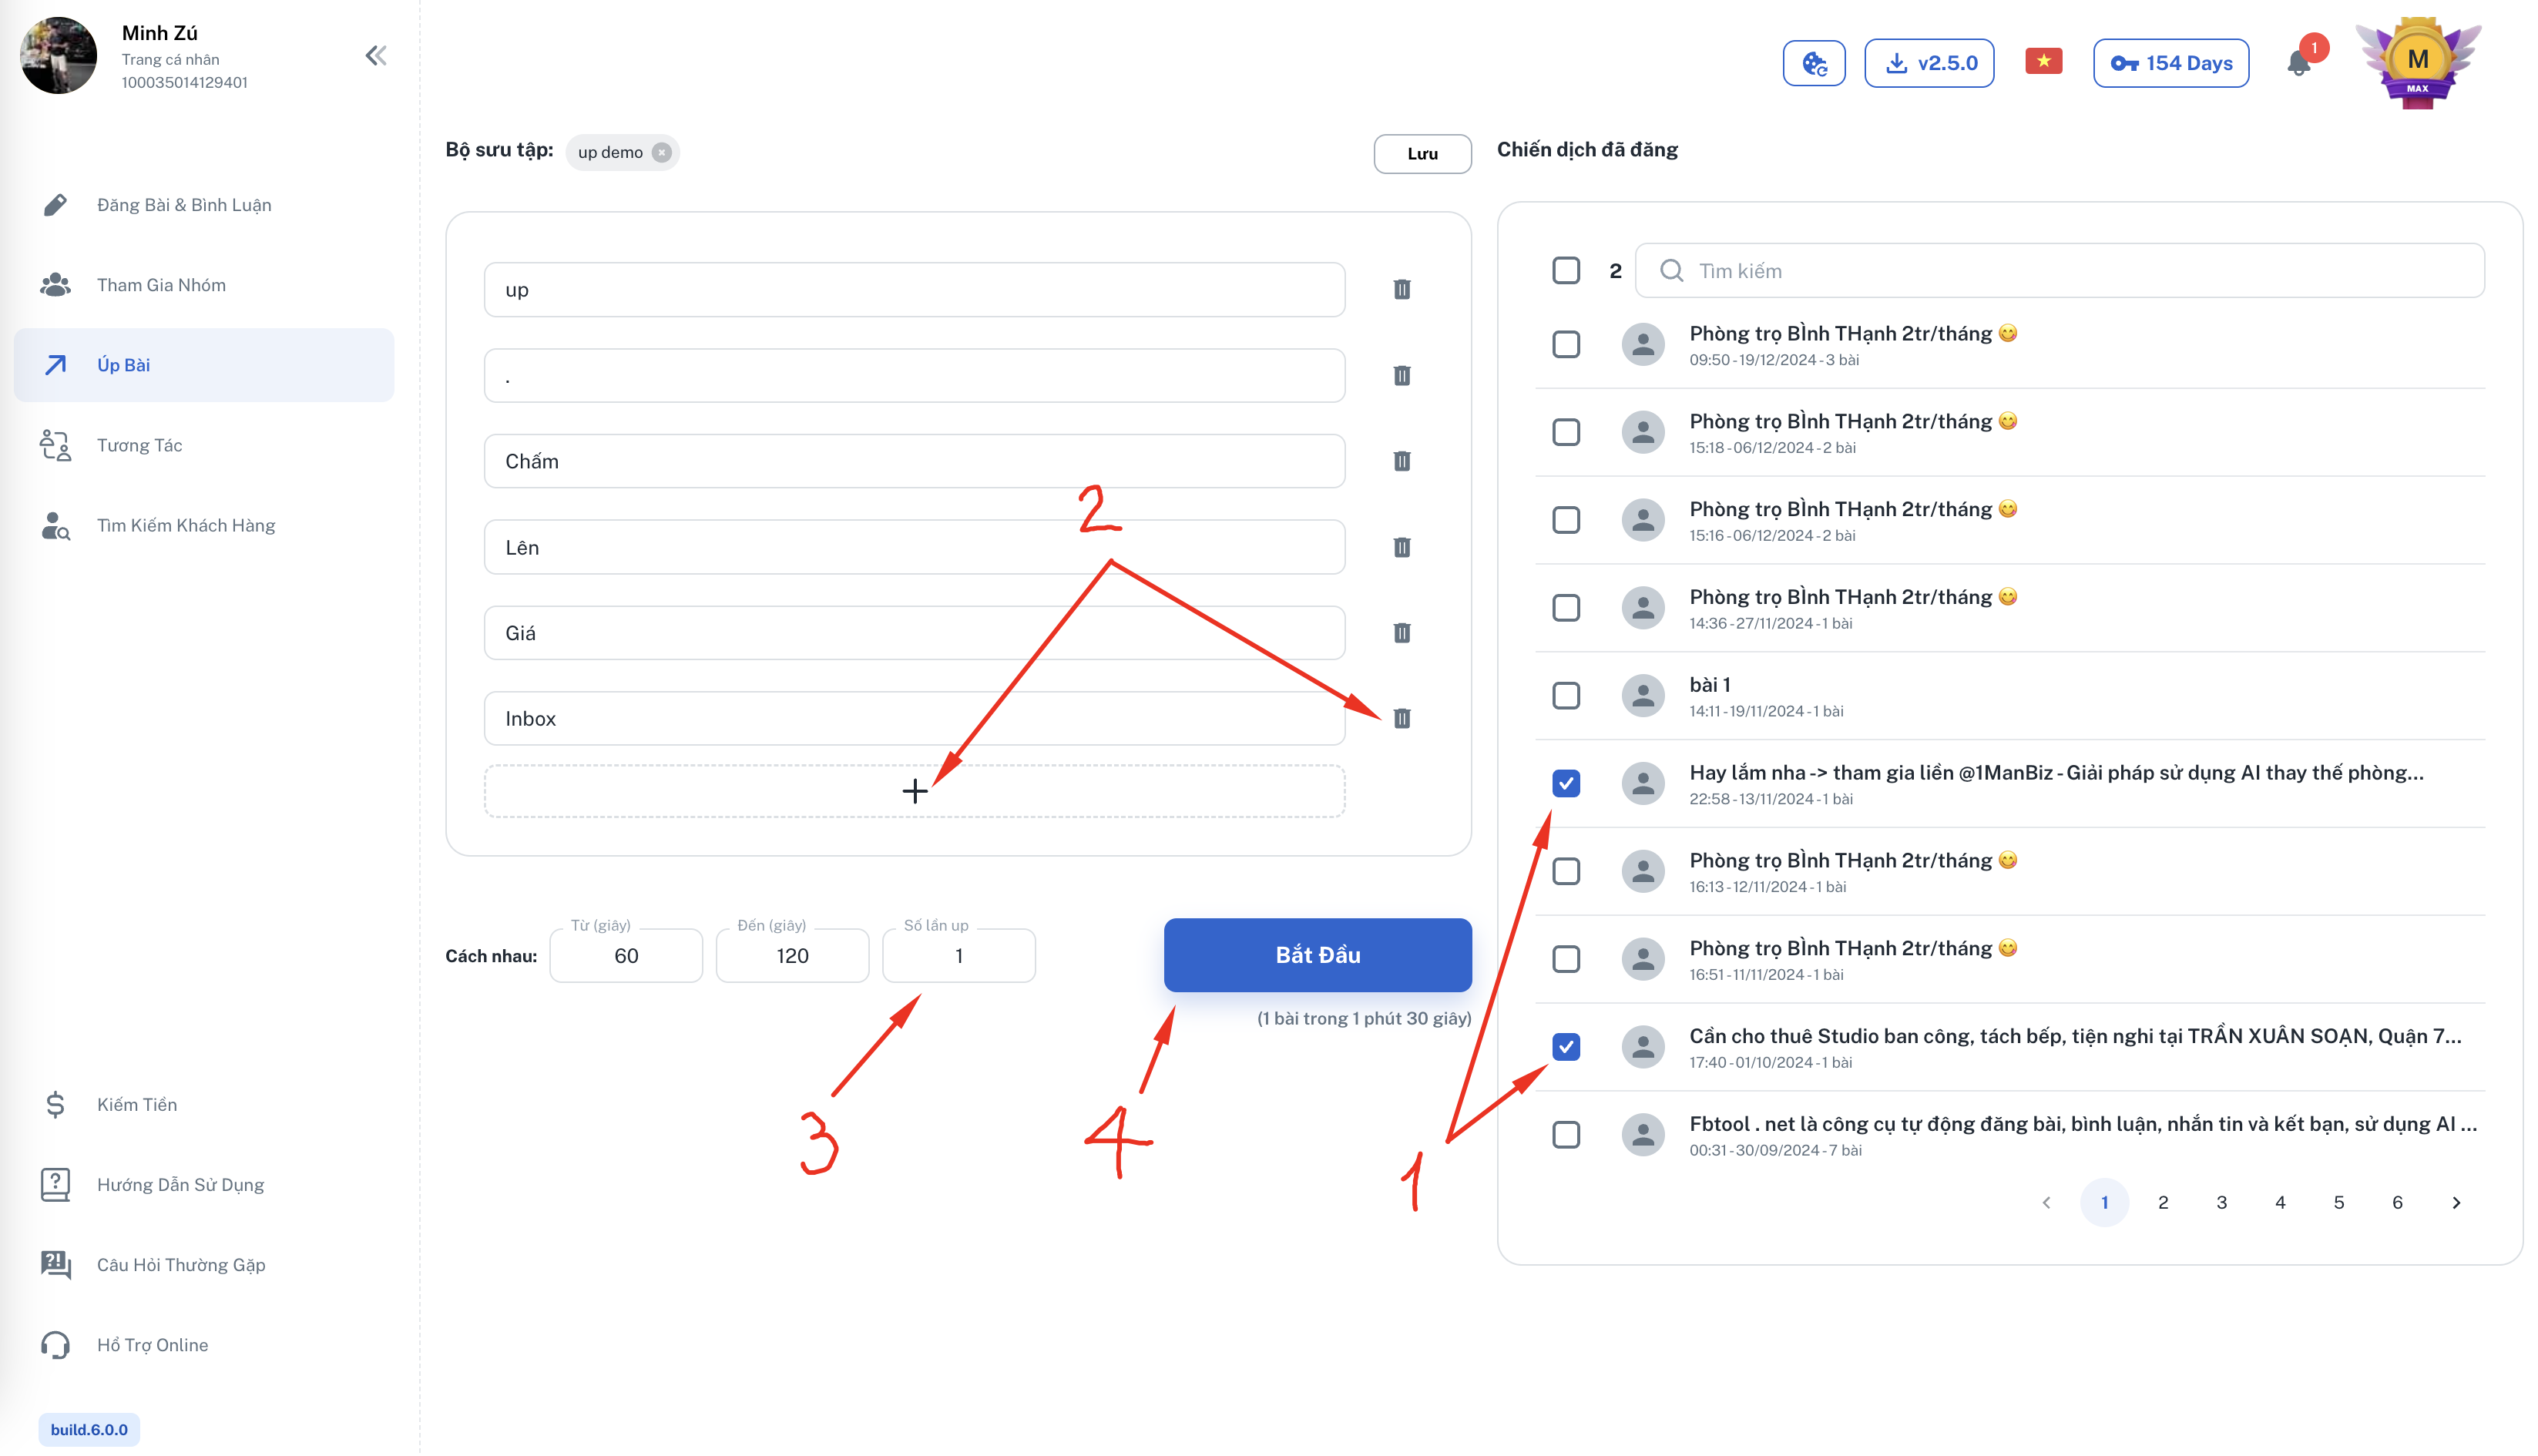 Minh Zú
Trang cá nhân
100035014129401
v2.5.0
154 Days
1
M
MAX
Đăng Bài & Bình Luận
Tham Gia Nhóm
Úp Bài
Tương Tác
Tìm Kiếm Khách Hàng
Kiếm Tiền
Hướng Dẫn Sử Dụng
Câu Hỏi Thường Gặp
Hỗ Trợ Online
build.6.0.0
Bộ sưu tập: up demo
Lưu
up
.
Chấm
Lên
Giá
Inbox
+
2
Cách nhau:
Từ (giây)
60
Đến (giây)
120
Số lần up
1
Bắt Đầu
(1 bài trong 1 phút 30 giây)
3
4
1
Chiến dịch đã đăng
2 Tìm kiếm
Phòng trọ BÌnh THạnh 2tr/tháng 😋
09:50 - 19/12/2024 - 3 bài
Phòng trọ BÌnh THạnh 2tr/tháng 😋
15:18 - 06/12/2024 - 2 bài
Phòng trọ BÌnh THạnh 2tr/tháng 😋
15:16 - 06/12/2024 - 2 bài
Phòng trọ BÌnh THạnh 2tr/tháng 😋
14:36 - 27/11/2024 - 1 bài
bài 1
14:11 - 19/11/2024 - 1 bài
Hay lắm nha -> tham gia liền @1ManBiz - Giải pháp sử dụng AI thay thế phòng...
22:58 - 13/11/2024 - 1 bài
Phòng trọ BÌnh THạnh 2tr/tháng 😋
16:13 - 12/11/2024 - 1 bài
Phòng trọ BÌnh THạnh 2tr/tháng 😋
16:51 - 11/11/2024 - 1 bài
Cần cho thuê Studio ban công, tách bếp, tiện nghi tại TRẦN XUÂN SOẠN, Quận 7...
17:40 - 01/10/2024 - 1 bài
Fbtool . net là công cụ tự động đăng bài, bình luận, nhắn tin và kết bạn, sử dụng AI ...
00:31 - 30/09/2024 - 7 bài
1 2 3 4 5 6